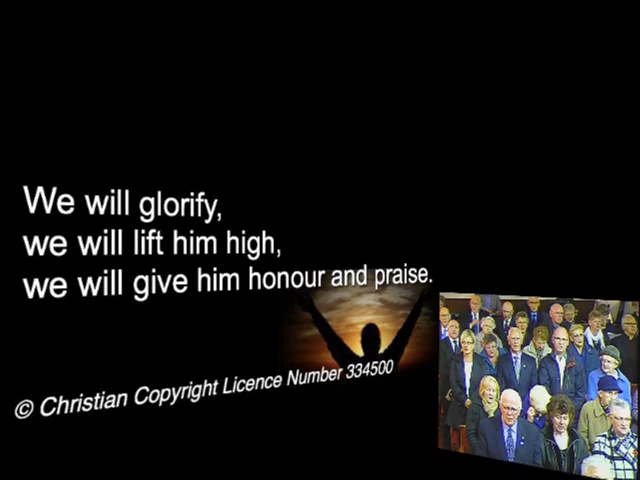 We will glorify,
we will lift him high,
we will give him honour and praise.
© Christian Copyright Licence Number 334500